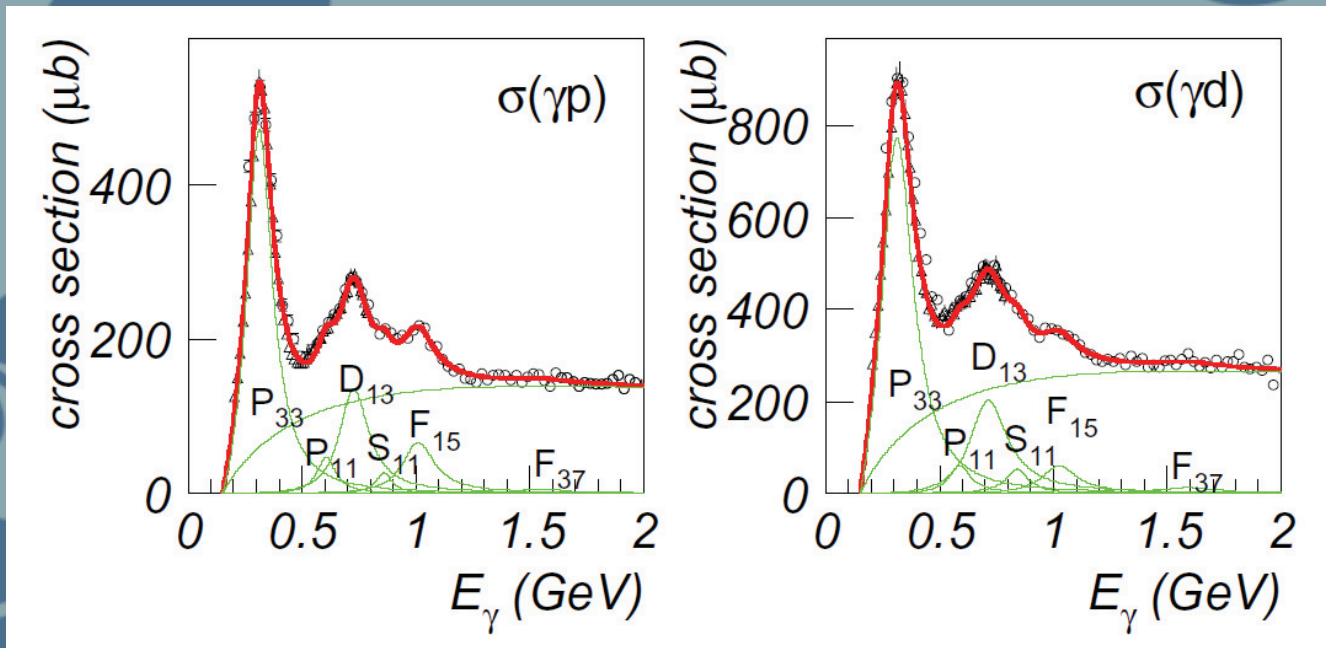 cross section (μb)
σ(γp)
400
200
0
P₃₃
P₁₁
D₁₃
S₁₁
F₁₅
F₃₇
0 0.5 1 1.5 2
E_γ (GeV)
cross section (μb)
σ(γd)
800
600
400
200
0
P₃₃
P₁₁
D₁₃
S₁₁
F₁₅
F₃₇
0 0.5 1 1.5 2
E_γ (GeV)